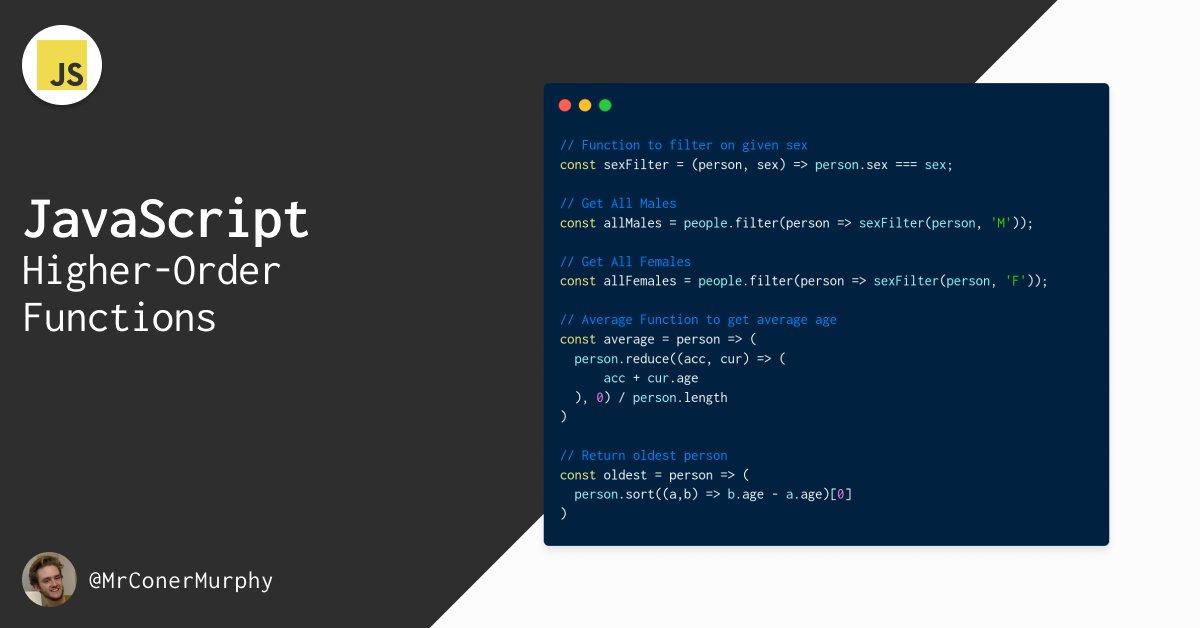 JS
JavaScript
Higher-Order
Functions
// Function to filter on given sex
const sexFilter = (person, sex) => person.sex === sex;
// Get All Males
const allMales = people.filter(person => sexFilter(person, 'M'));
// Get All Females
const allFemales = people.filter(person => sexFilter(person, 'F'));
// Average Function to get average age
const average = person => (
  person.reduce((acc, cur) => (
      acc + cur.age
  ), 0) / person.length
)
// Return oldest person
const oldest = person => (
  person.sort((a,b) => b.age - a.age)[0]
)
@MrConerMurphy